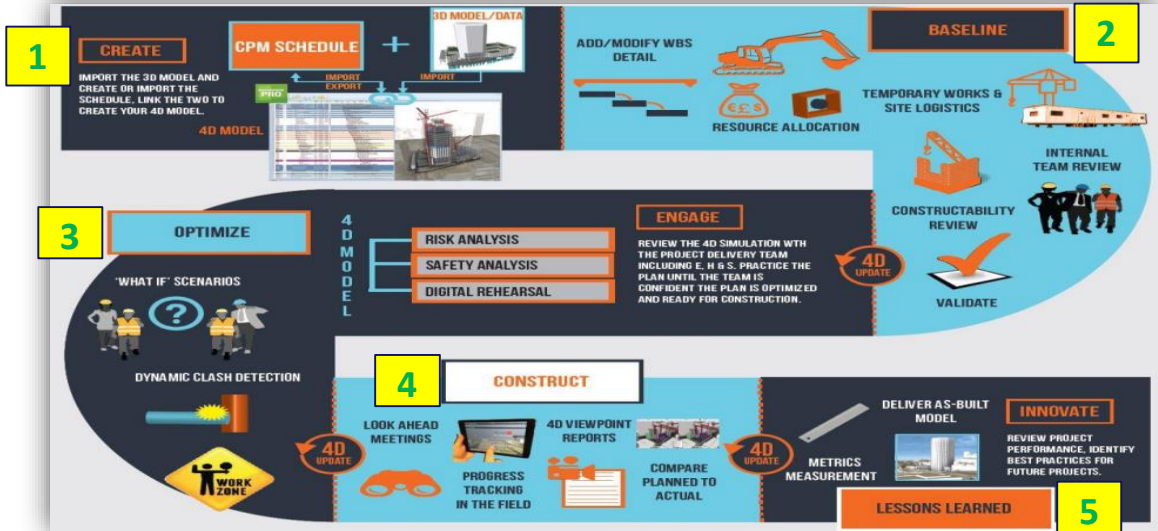 1
CREATE
IMPORT THE 3D MODEL AND
CREATE OR IMPORT THE
SCHEDULE, LINK THE TWO TO
CREATE YOUR 4D MODEL.
4D MODEL
CPM SCHEDULE
+
3D MODEL/DATA
IMPORT
EXPORT
IMPORT
PRO
ADD/MODIFY WBS
DETAIL
€£$
RESOURCE ALLOCATION
BASELINE
2
TEMPORARY WORKS &
SITE LOGISTICS
INTERNAL
TEAM REVIEW
CONSTRUCTABILITY
REVIEW
VALIDATE
4D
UPDATE
ENGAGE
REVIEW THE 4D SIMULATION WTH
THE PROJECT DELIVERY TEAM
INCLUDING E, H & S. PRACTICE THE
PLAN UNTIL THE TEAM IS
CONFIDENT THE PLAN IS OPTIMIZED
AND READY FOR CONSTRUCTION.
4D MODEL
RISK ANALYSIS
SAFETY ANALYSIS
DIGITAL REHEARSAL
3
OPTIMIZE
'WHAT IF' SCENARIOS
?
DYNAMIC CLASH DETECTION
WORK
ZONE
4D
UPDATE
4
CONSTRUCT
LOOK AHEAD
MEETINGS
PROGRESS
TRACKING
IN THE FIELD
4D VIEWPOINT
REPORTS
COMPARE
PLANNED TO
ACTUAL
4D
UPDATE
METRICS
MEASUREMENT
DELIVER AS-BUILT
MODEL
INNOVATE
REVIEW PROJECT
PERFORMANCE, IDENTIFY
BEST PRACTICES FOR
FUTURE PROJECTS.
LESSONS LEARNED
5